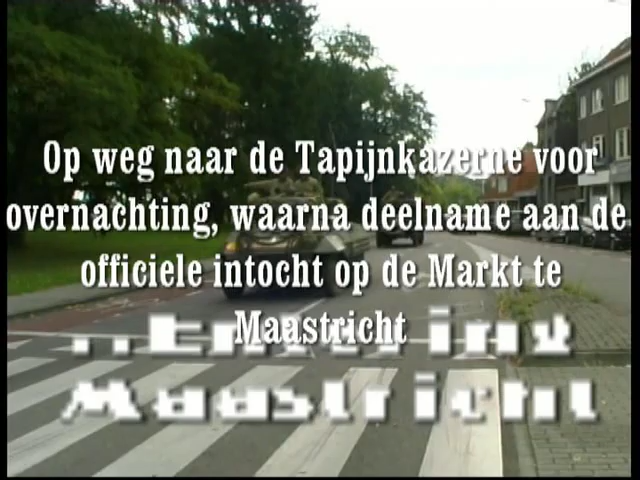 Op weg naar de Tapijnkazerne voor
overnachting, waarna deelname aan de
officiele intocht op de Markt te
Maastricht
..Entering
Maastricht